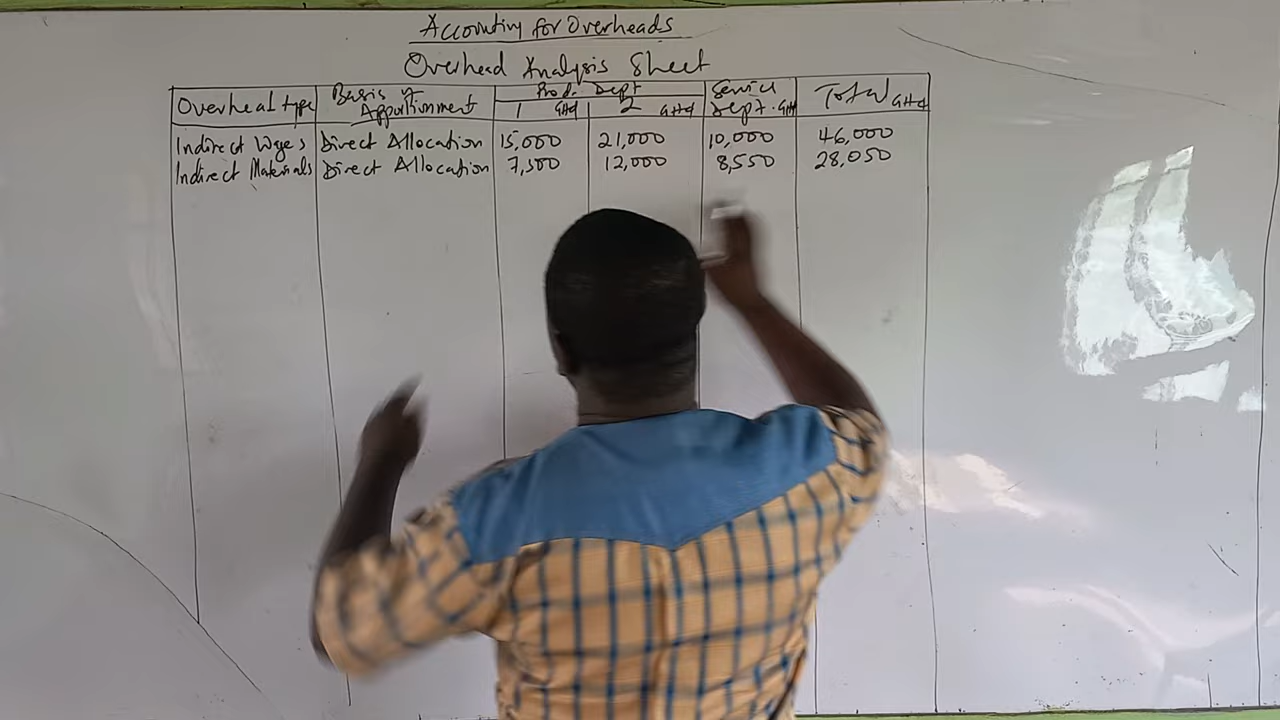 Accounting for Overheads
Overhead Analysis Sheet
Overhead type Basis of Apportionment Prod. Dept 1 GH¢ 2 GH¢ Service Dept. GH¢ Total GH¢
Indirect Wages Direct Allocation 15,000 21,000 10,000 46,000
Indirect Materials Direct Allocation 7,500 12,000 8,550 28,050